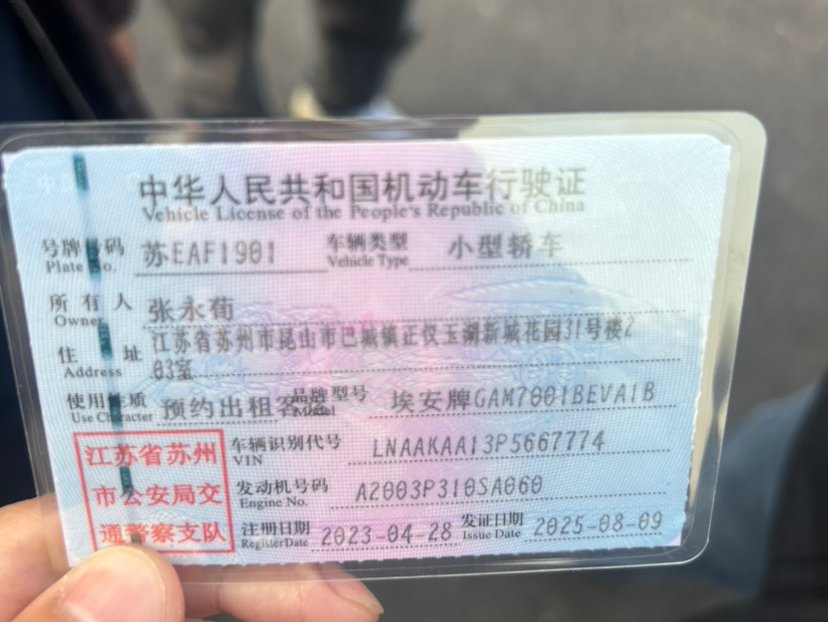 中华人民共和国机动车行驶证
Vehicle License of the People's Republic of China
号牌号码 苏EAF1901 车辆类型 小型轿车
Plate No. Vehicle Type
所有人 张永萄
Owner
住址 江苏省苏州市昆山市巴城镇正仪玉湖新城花园31号楼2
Address 03室
使用性质 预约出租客运 品牌型号 埃安牌GAM7001BEVA1B
Use Character Model
江苏省苏州 车辆识别代号 LNAAKAA13P5667774
VIN
市公安局交 发动机号码 A2003P310SA060
Engine No.
通警察支队 注册日期 2023-04-28 发证日期 2025-08-09
Register Date Issue Date